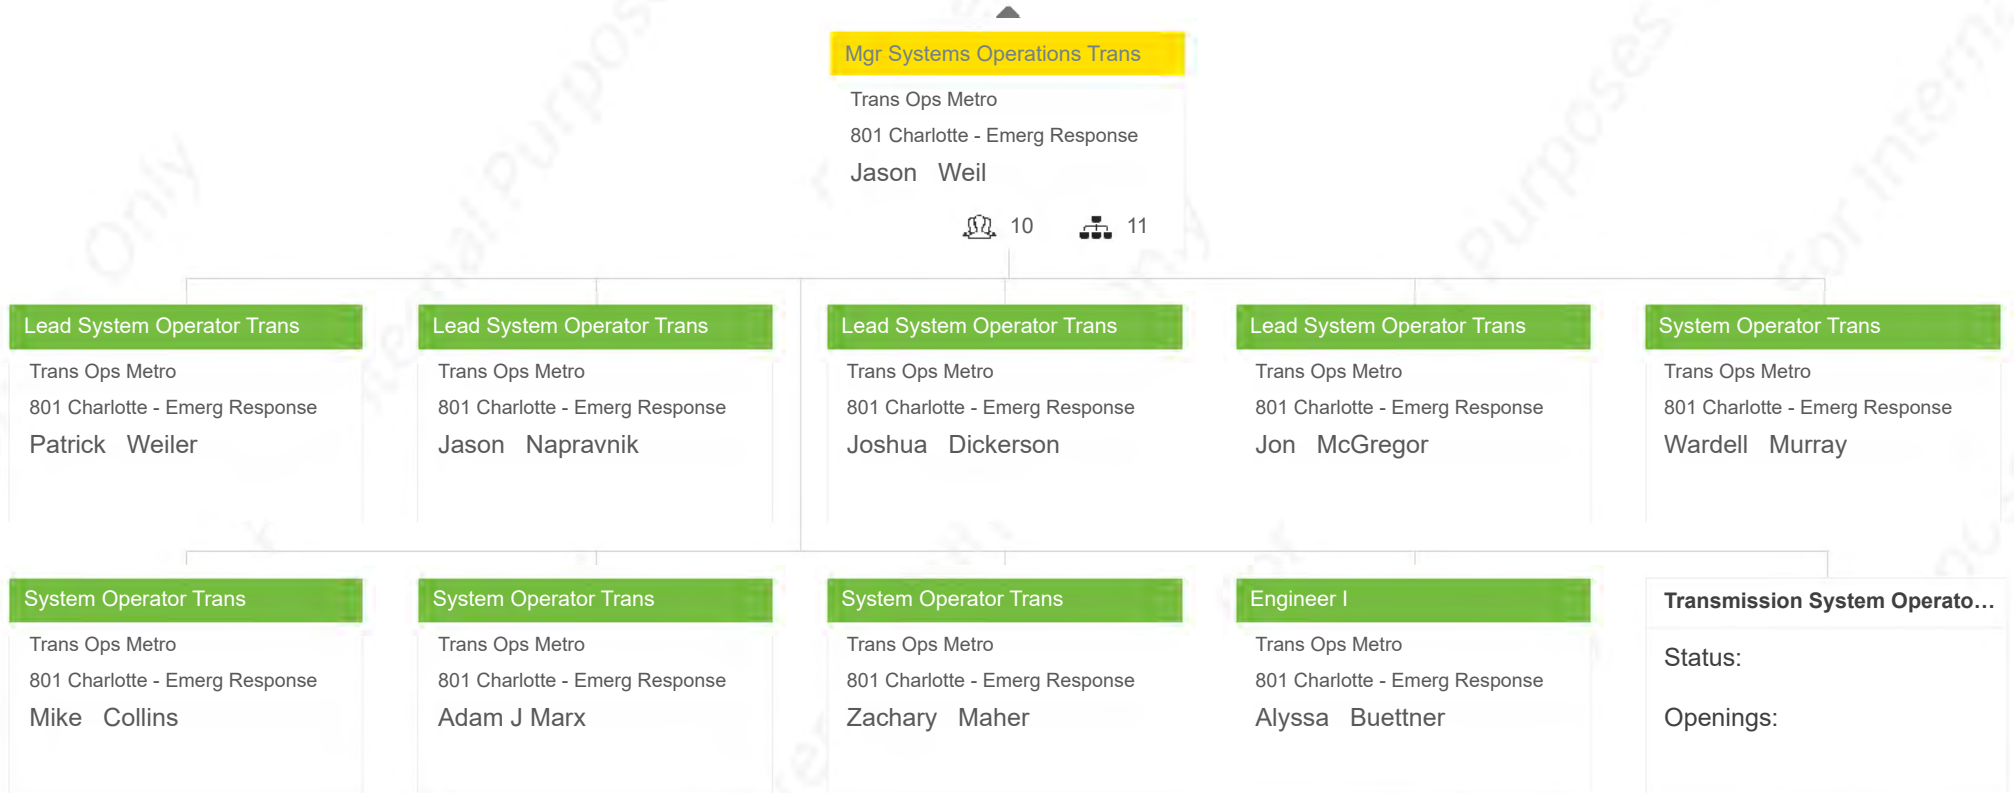 Mgr Systems Operations Trans
Trans Ops Metro
801 Charlotte - Emerg Response
Jason Weil
10 11
Lead System Operator Trans
Trans Ops Metro
801 Charlotte - Emerg Response
Patrick Weiler
Lead System Operator Trans
Trans Ops Metro
801 Charlotte - Emerg Response
Jason Napravnik
Lead System Operator Trans
Trans Ops Metro
801 Charlotte - Emerg Response
Joshua Dickerson
Lead System Operator Trans
Trans Ops Metro
801 Charlotte - Emerg Response
Jon McGregor
System Operator Trans
Trans Ops Metro
801 Charlotte - Emerg Response
Wardell Murray
System Operator Trans
Trans Ops Metro
801 Charlotte - Emerg Response
Mike Collins
System Operator Trans
Trans Ops Metro
801 Charlotte - Emerg Response
Adam J Marx
System Operator Trans
Trans Ops Metro
801 Charlotte - Emerg Response
Zachary Maher
Engineer I
Trans Ops Metro
801 Charlotte - Emerg Response
Alyssa Buettner
Transmission System Operato...
Status:
Openings: